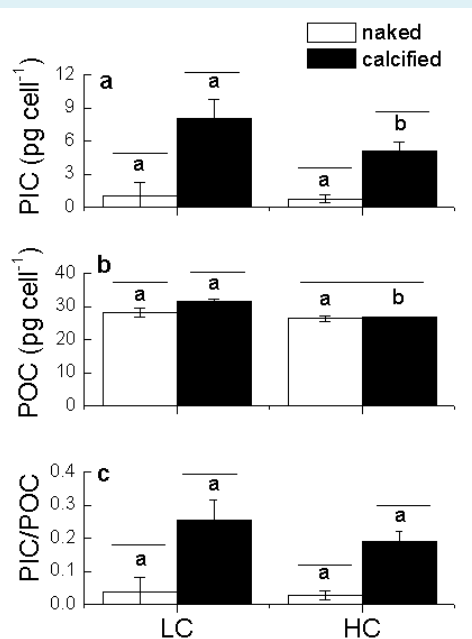 naked
calcified
a
PIC (pg cell⁻¹)
12
9
6
3
0
a
a
a
b
b
POC (pg cell⁻¹)
40
30
20
10
0
a
a
a
b
c
PIC/POC
0.4
0.3
0.2
0.1
0.0
a
a
a
a
LC HC